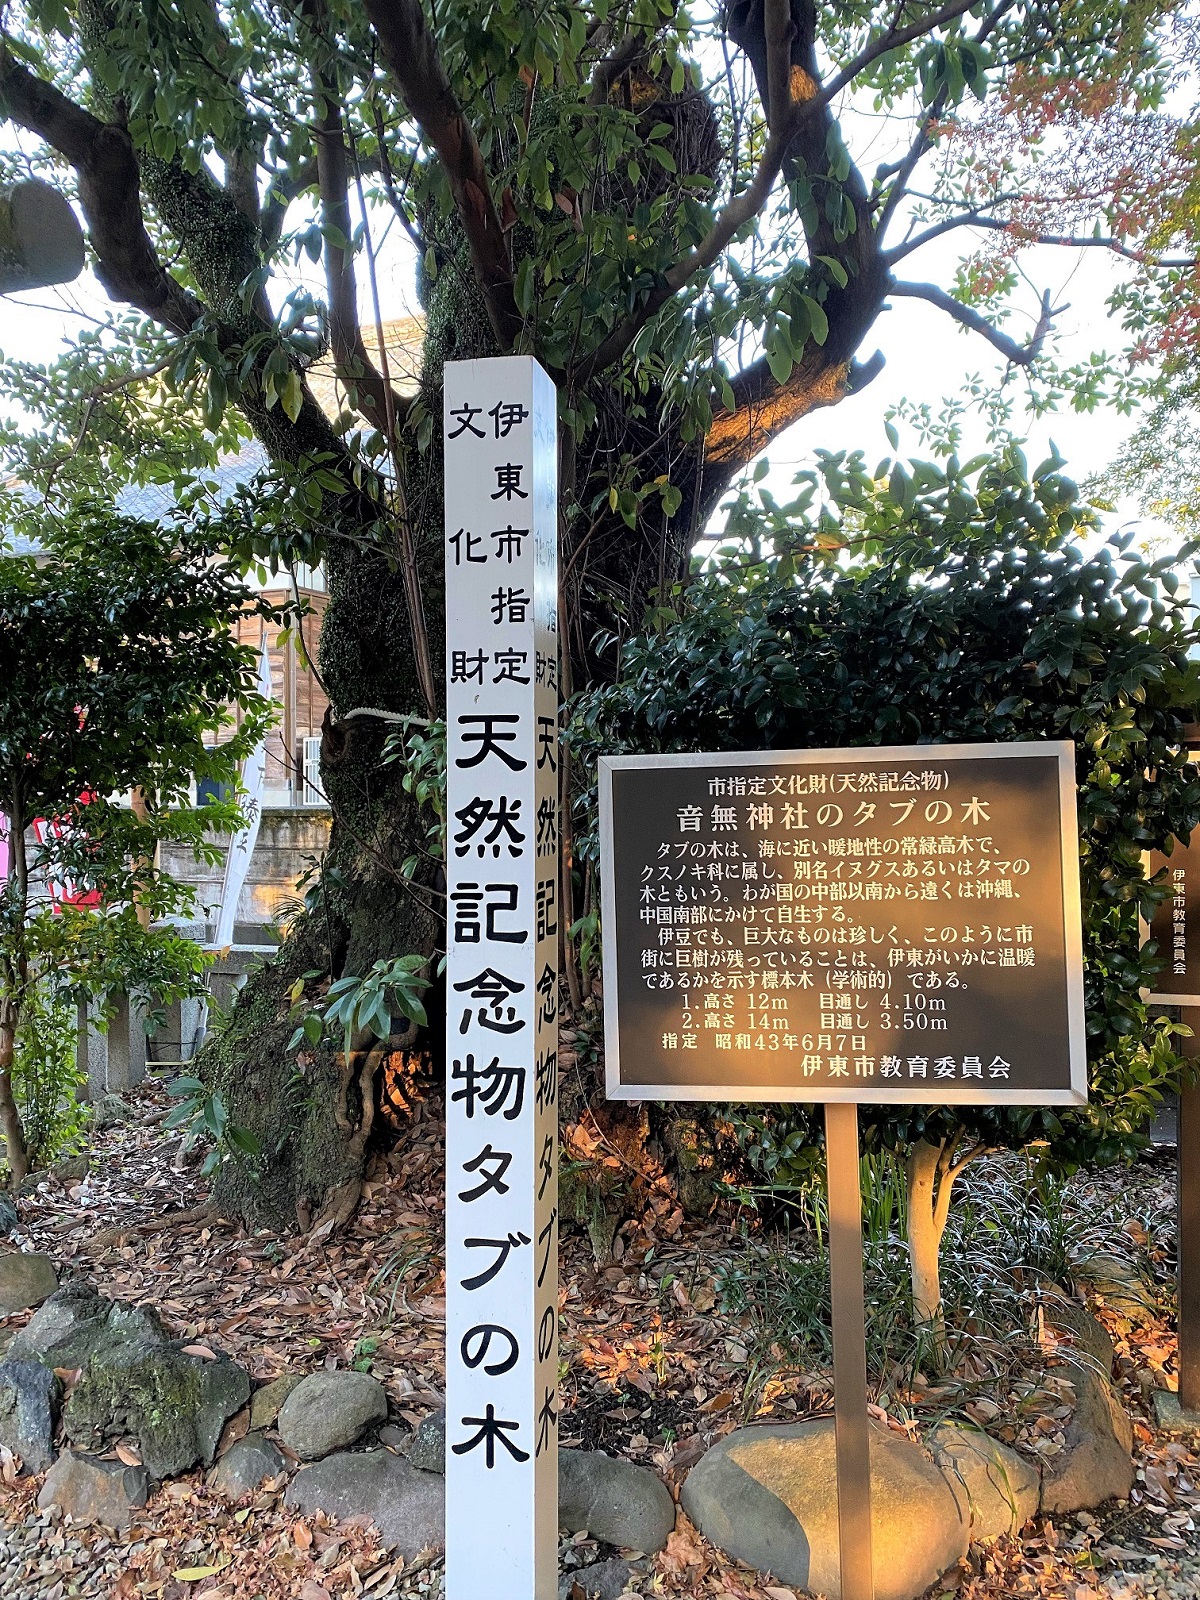 伊東市指定
文化財
天然記念物タブの木
天然記念物タブの木
市指定文化財(天然記念物)
音無神社のタブの木
タブの木は、海に近い暖地性の常緑高木で、
クスノキ科に属し、別名イヌグスあるいはタマの
木ともいう。わが国の中部以南から遠くは沖縄、
中国南部にかけて自生する。
伊豆でも、巨大なものは珍しく、このように市
街に巨樹が残っていることは、伊東がいかに温暖
であるかを示す標本木(学術的)である。
1.高さ 12m 目通し 4.10m
2.高さ 14m 目通し 3.50m
指定 昭和43年6月7日
伊東市教育委員会
伊東市教育委員会